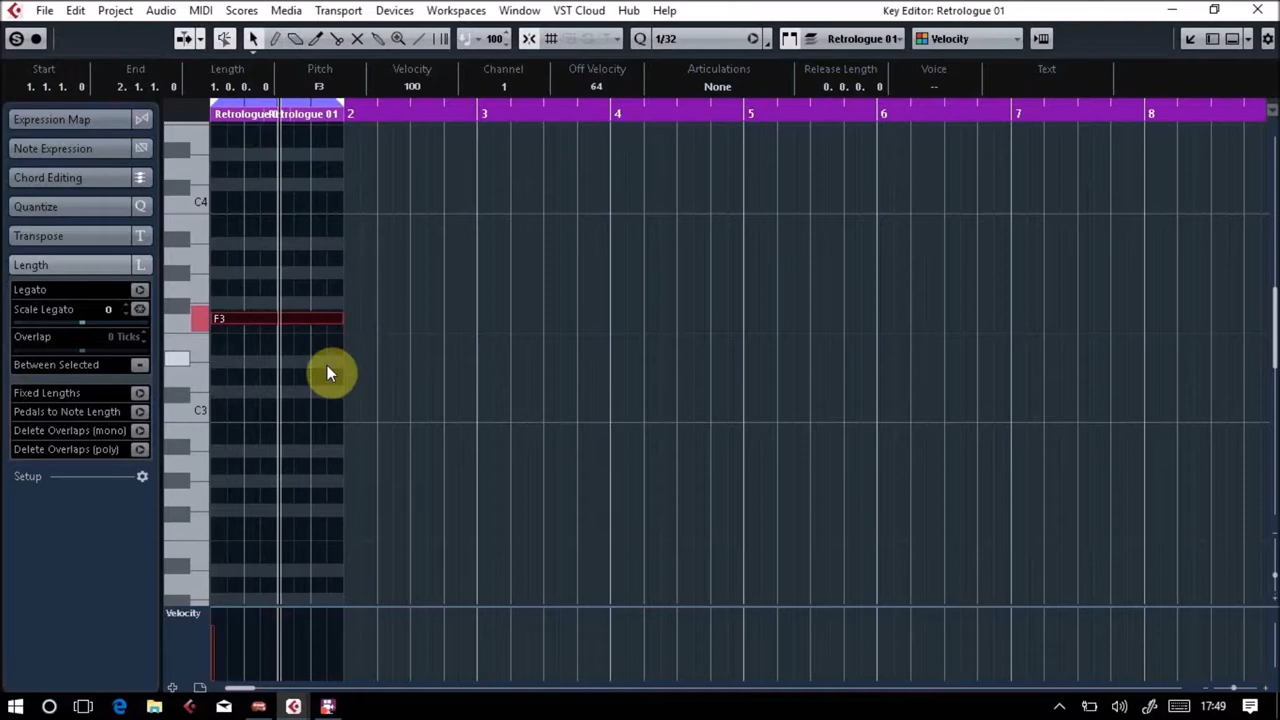 File Edit Project Audio MIDI Scores Media Transport Devices Workspaces Window VST Cloud Hub Help Key Editor: Retrologue 01
100 Q 1/32 Retrologue 01 Velocity
Start End Length Pitch Velocity Channel Off Velocity Articulations Release Length Voice Text
1. 1. 1. 0 2. 1. 1. 0 1. 0. 0. 0 F3 100 1 64 None 0. 0. 0. 0 --
Retrologue 01 2 3 4 5 6 7 8
Expression Map
Note Expression
Chord Editing
Quantize Q
Transpose T
Length L
Legato
Scale Legato 0
Overlap 0 Ticks
Between Selected
Fixed Lengths
Pedals to Note Length
Delete Overlaps (mono)
Delete Overlaps (poly)
Setup
C4
F3
C3
Velocity
17:49